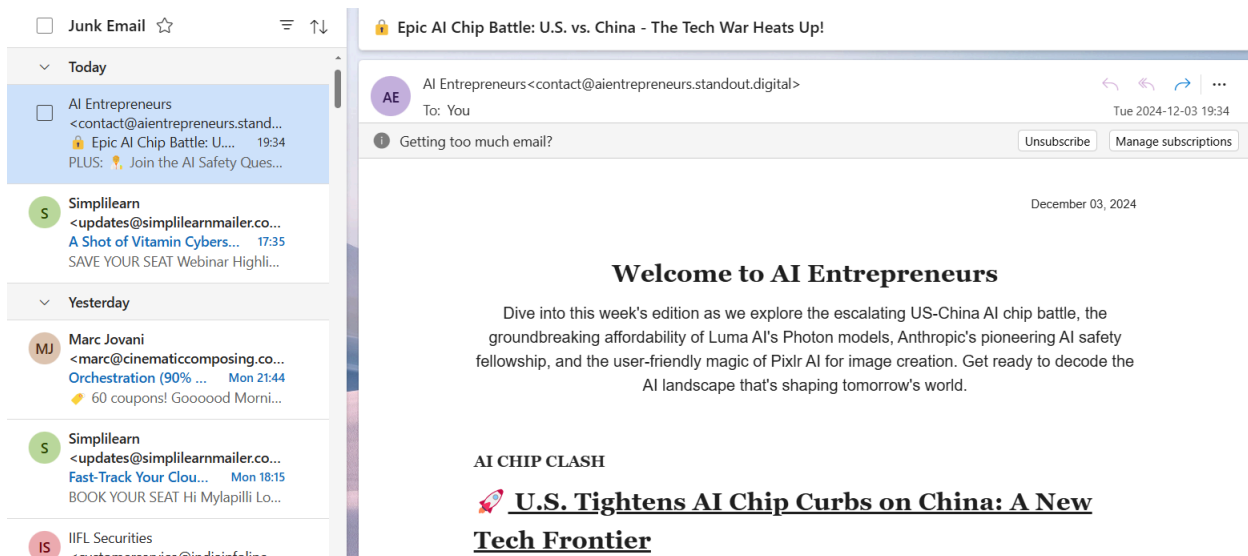 Junk Email
Today
AI Entrepreneurs
<contact@aientrepreneurs.stand...
🔒 Epic AI Chip Battle: U.... 19:34
PLUS: Join the AI Safety Ques...
S
Simplilearn
<updates@simplilearnmailer.co...
A Shot of Vitamin Cybers... 17:35
SAVE YOUR SEAT Webinar Highli...
Yesterday
MJ
Marc Jovani
<marc@cinematiccomposing.co...
Orchestration (90% ... Mon 21:44
🏷️ 60 coupons! Goooood Morni...
S
Simplilearn
<updates@simplilearnmailer.co...
Fast-Track Your Clou... Mon 18:15
BOOK YOUR SEAT Hi Mylapilli Lo...
IS
IIFL Securities
🔒 Epic AI Chip Battle: U.S. vs. China - The Tech War Heats Up!
AE
AI Entrepreneurs<contact@aientrepreneurs.standout.digital>
To: You
Tue 2024-12-03 19:34
Getting too much email? Unsubscribe Manage subscriptions
December 03, 2024
Welcome to AI Entrepreneurs
Dive into this week's edition as we explore the escalating US-China AI chip battle, the
groundbreaking affordability of Luma AI's Photon models, Anthropic's pioneering AI safety
fellowship, and the user-friendly magic of Pixlr AI for image creation. Get ready to decode the
AI landscape that's shaping tomorrow's world.
AI CHIP CLASH
🚀 U.S. Tightens AI Chip Curbs on China: A New
Tech Frontier